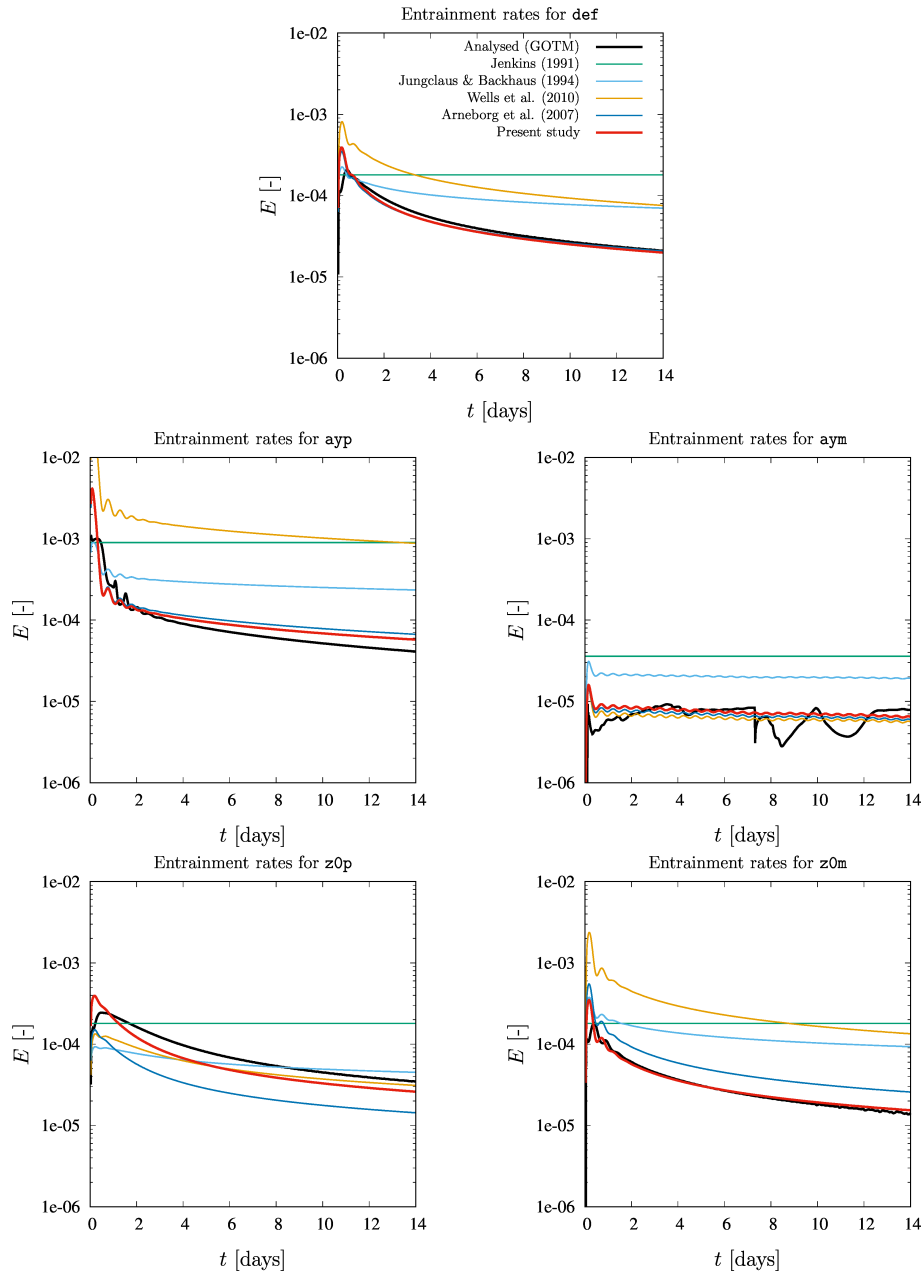 Entrainment rates for def
1e-02
1e-03
1e-04
1e-05
1e-06
E [-]
Analysed (GOTM)
Jenkins (1991)
Jungclaus & Backhaus (1994)
Wells et al. (2010)
Arneborg et al. (2007)
Present study
0 2 4 6 8 10 12 14
t [days]
Entrainment rates for ayp
1e-02
1e-03
1e-04
1e-05
1e-06
E [-]
0 2 4 6 8 10 12 14
t [days]
Entrainment rates for aym
1e-02
1e-03
1e-04
1e-05
1e-06
E [-]
0 2 4 6 8 10 12 14
t [days]
Entrainment rates for z0p
1e-02
1e-03
1e-04
1e-05
1e-06
E [-]
0 2 4 6 8 10 12 14
t [days]
Entrainment rates for z0m
1e-02
1e-03
1e-04
1e-05
1e-06
E [-]
0 2 4 6 8 10 12 14
t [days]